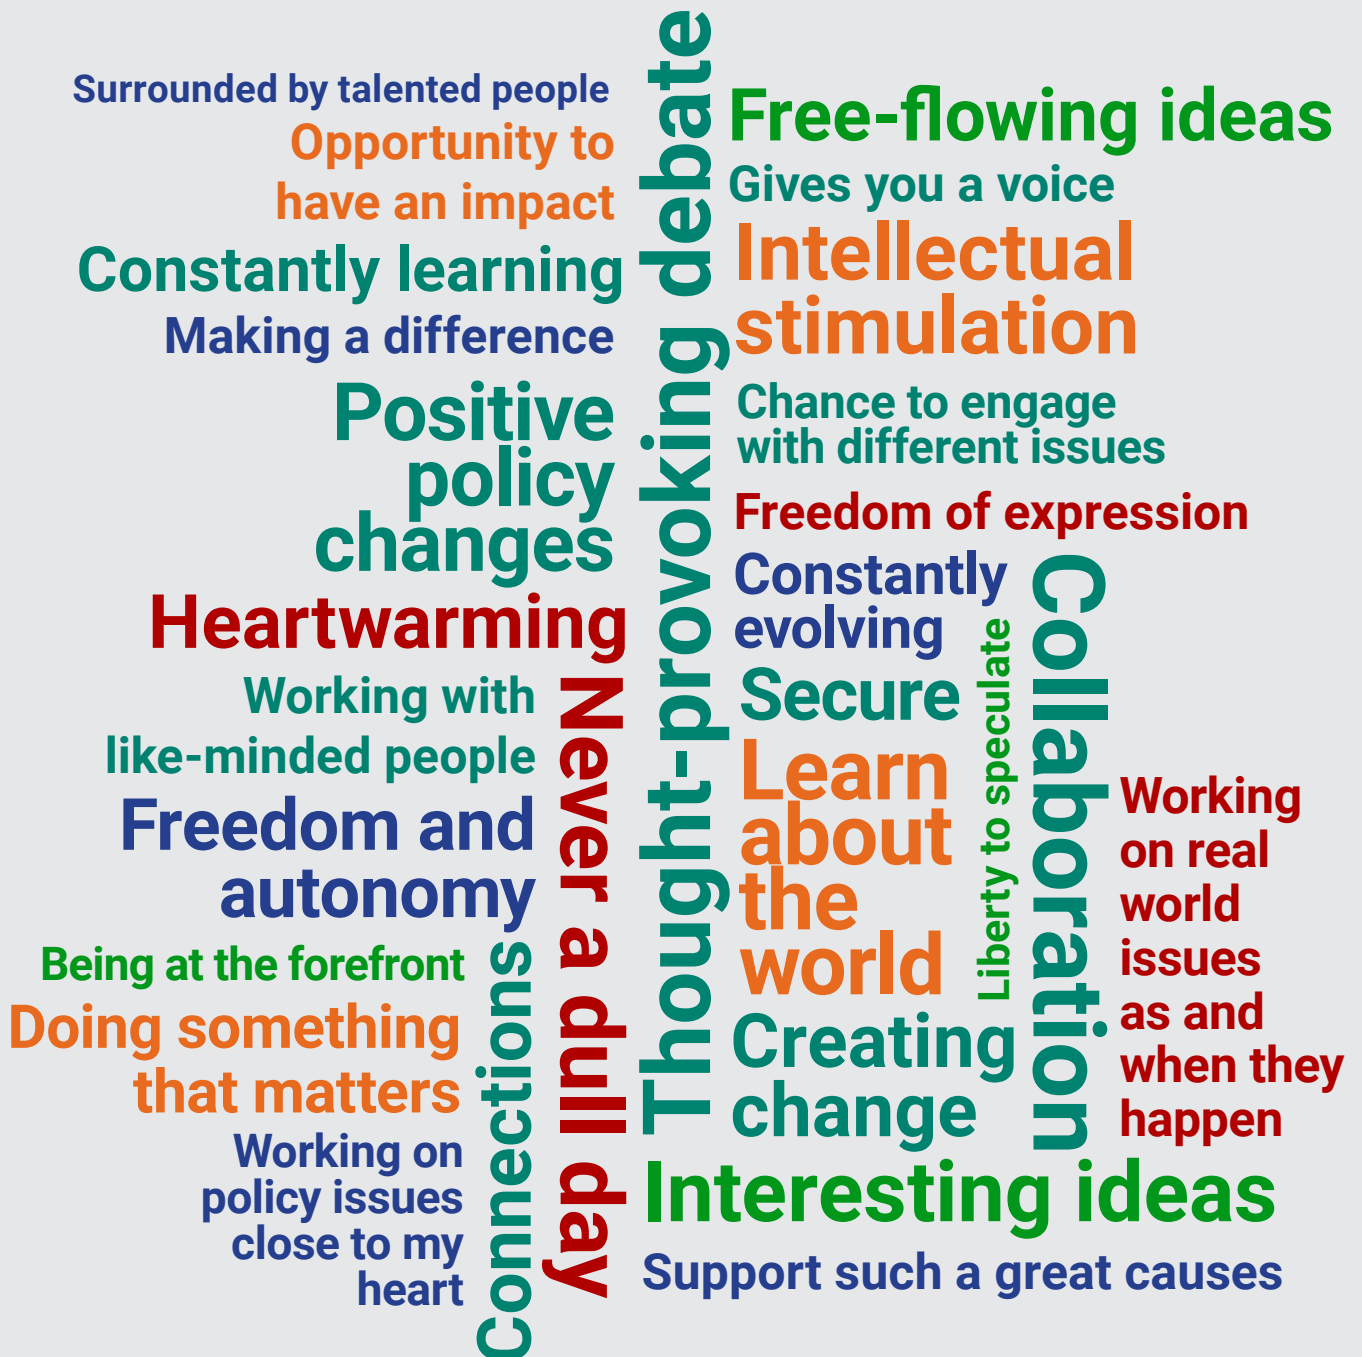 Surrounded by talented people
Opportunity to
have an impact
Constantly learning
Making a difference
Positive
policy
changes
Heartwarming
Working with
like-minded people
Freedom and
autonomy
Being at the forefront
Doing something
that matters
Working on
policy issues
close to my
heart
Connections
Never a dull day
Thought-provoking debate
Free-flowing ideas
Gives you a voice
Intellectual
stimulation
Chance to engage
with different issues
Freedom of expression
Constantly
evolving
Secure
Learn
about
the
world
Liberty to speculate
Collaboration
Working
on real
world
issues
as and
when they
happen
Creating
change
Interesting ideas
Support such a great causes